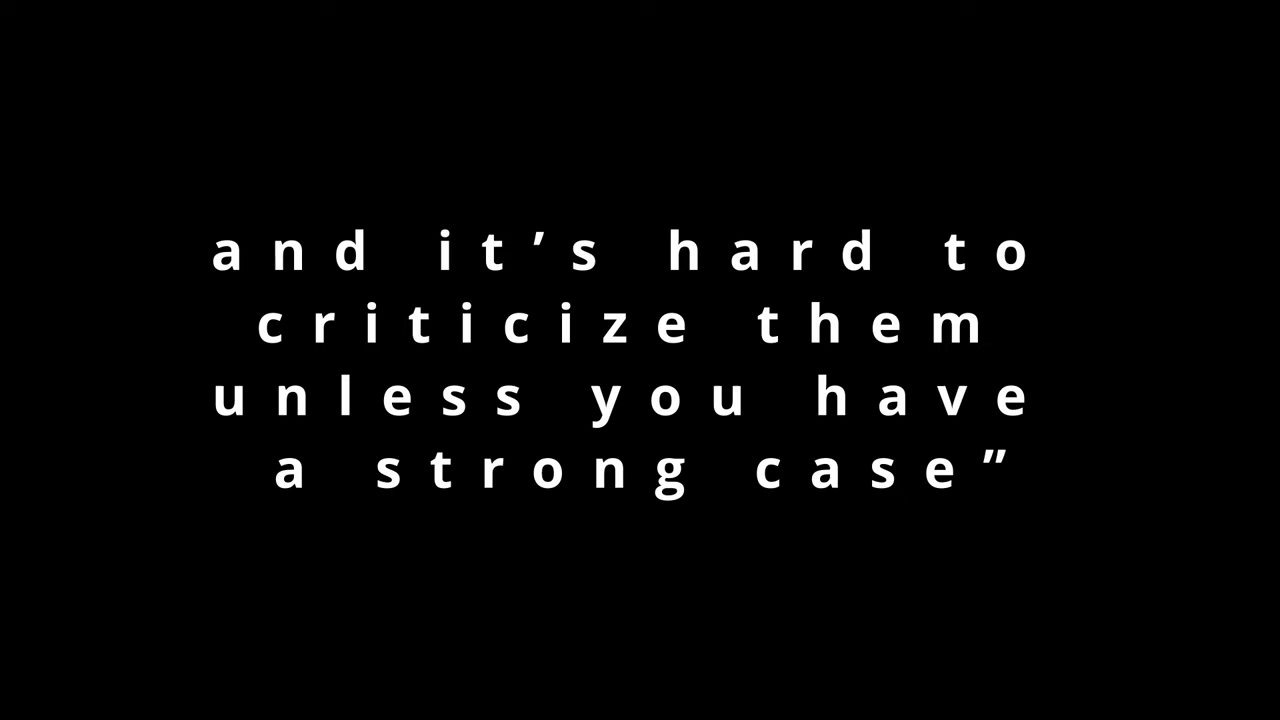 and it’s hard to
criticize them
unless you have
a strong case”